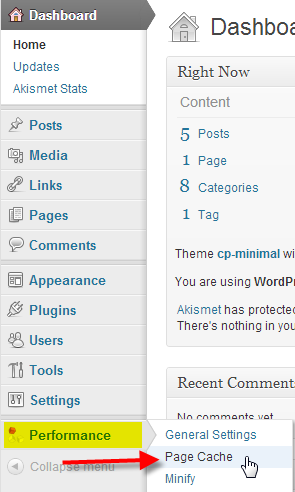 Dashboard
Home
Updates
Akismet Stats
Posts
Media
Links
Pages
Comments
Appearance
Plugins
Users
Tools
Settings
Performance
Collapse menu
General Settings
Page Cache
Minify
Dashboa
Right Now
Content
5 Posts
1 Page
8 Categories
1 Tag
Theme cp-minimal wi
You are using WordPr
Akismet has protected
There's nothing in you
Recent Comments
No comments yet.